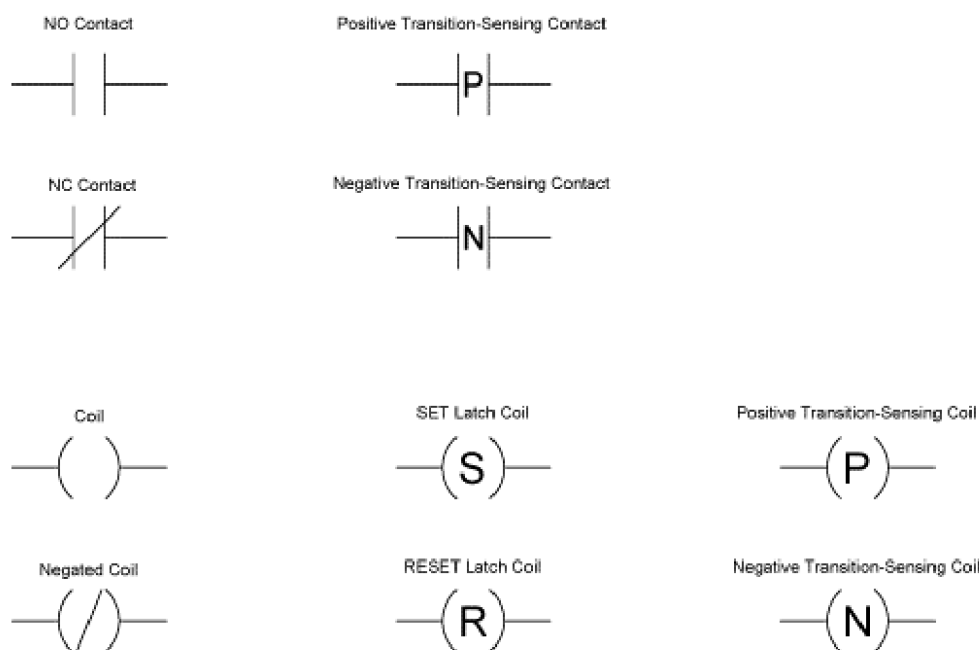 NO Contact
Positive Transition-Sensing Contact
P
NC Contact
Negative Transition-Sensing Contact
N
Coil
SET Latch Coil
Positive Transition-Sensing Coil
S
P
Negated Coil
RESET Latch Coil
Negative Transition-Sensing Coil
R
N